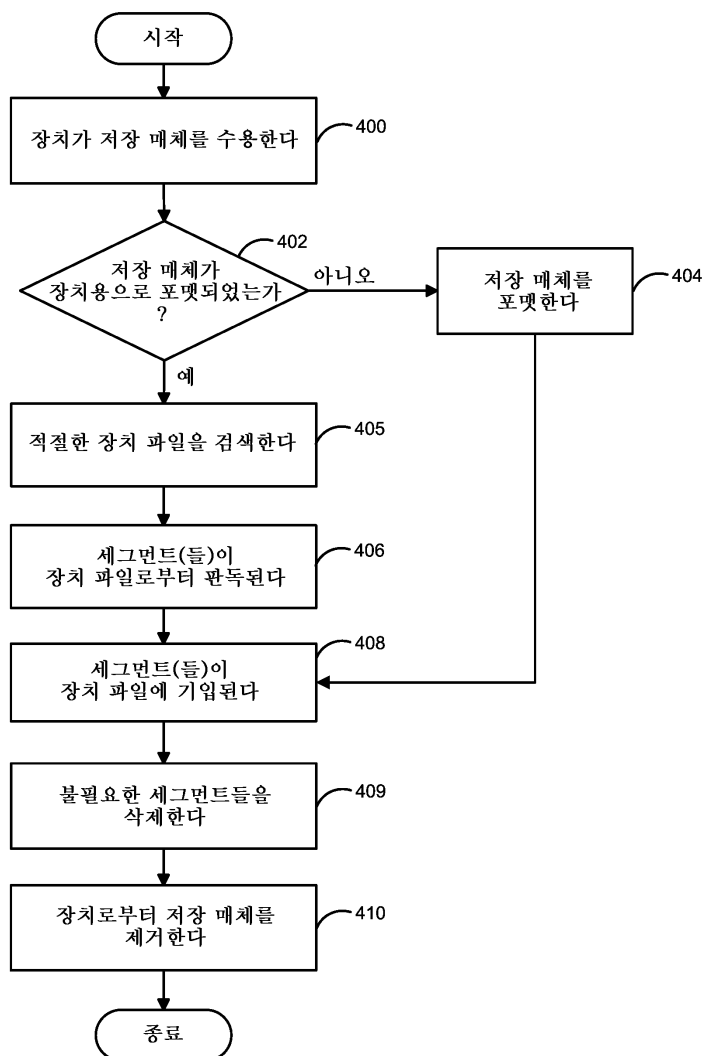 시작
장치가 저장 매체를 수용한다
400
402
저장 매체가
장치용으로 포맷되었는가
?
아니오
저장 매체를
포맷한다
404
예
적절한 장치 파일을 검색한다
405
세그먼트(들)이
장치 파일로부터 판독된다
406
세그먼트(들)이
장치 파일에 기입된다
408
불필요한 세그먼트들을
삭제한다
409
장치로부터 저장 매체를
제거한다
410
종료